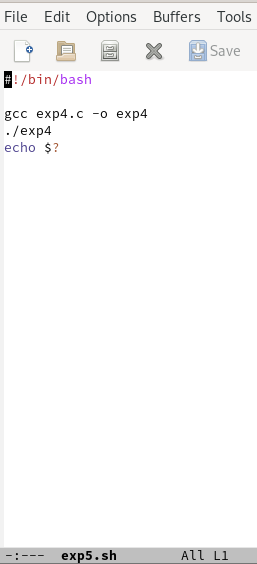 File Edit Options Buffers Tools
Save
#!/bin/bash
gcc exp4.c -o exp4
./exp4
echo $?
-:--- exp5.sh All L1